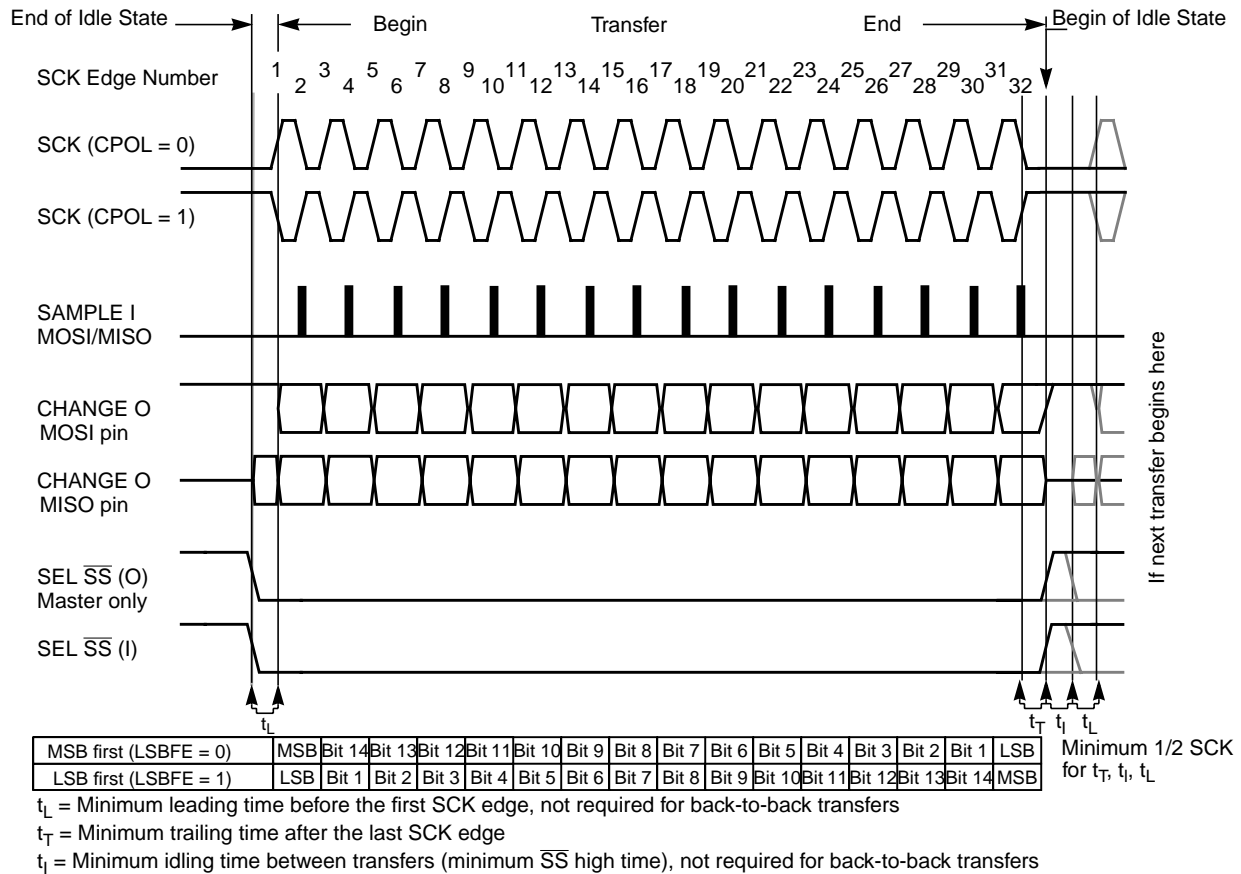 End of Idle State
Begin
Transfer
End
Begin of Idle State
SCK Edge Number
1 2 3 4 5 6 7 8 9 10 11 12 13 14 15 16 17 18 19 20 21 22 23 24 25 26 27 28 29 30 31 32
SCK (CPOL = 0)
SCK (CPOL = 1)
SAMPLE I
MOSI/MISO
CHANGE O
MOSI pin
CHANGE O
MISO pin
SEL S̅S̅ (O)
Master only
SEL S̅S̅ (I)
If next transfer begins here
tL
tT tI tL
MSB first (LSBFE = 0) MSB Bit 14 Bit 13 Bit 12 Bit 11 Bit 10 Bit 9 Bit 8 Bit 7 Bit 6 Bit 5 Bit 4 Bit 3 Bit 2 Bit 1 LSB
LSB first (LSBFE = 1) LSB Bit 1 Bit 2 Bit 3 Bit 4 Bit 5 Bit 6 Bit 7 Bit 8 Bit 9 Bit 10 Bit 11 Bit 12 Bit 13 Bit 14 MSB
Minimum 1/2 SCK
for tT, tI, tL
tL = Minimum leading time before the first SCK edge, not required for back-to-back transfers
tT = Minimum trailing time after the last SCK edge
tI = Minimum idling time between transfers (minimum S̅S̅ high time), not required for back-to-back transfers